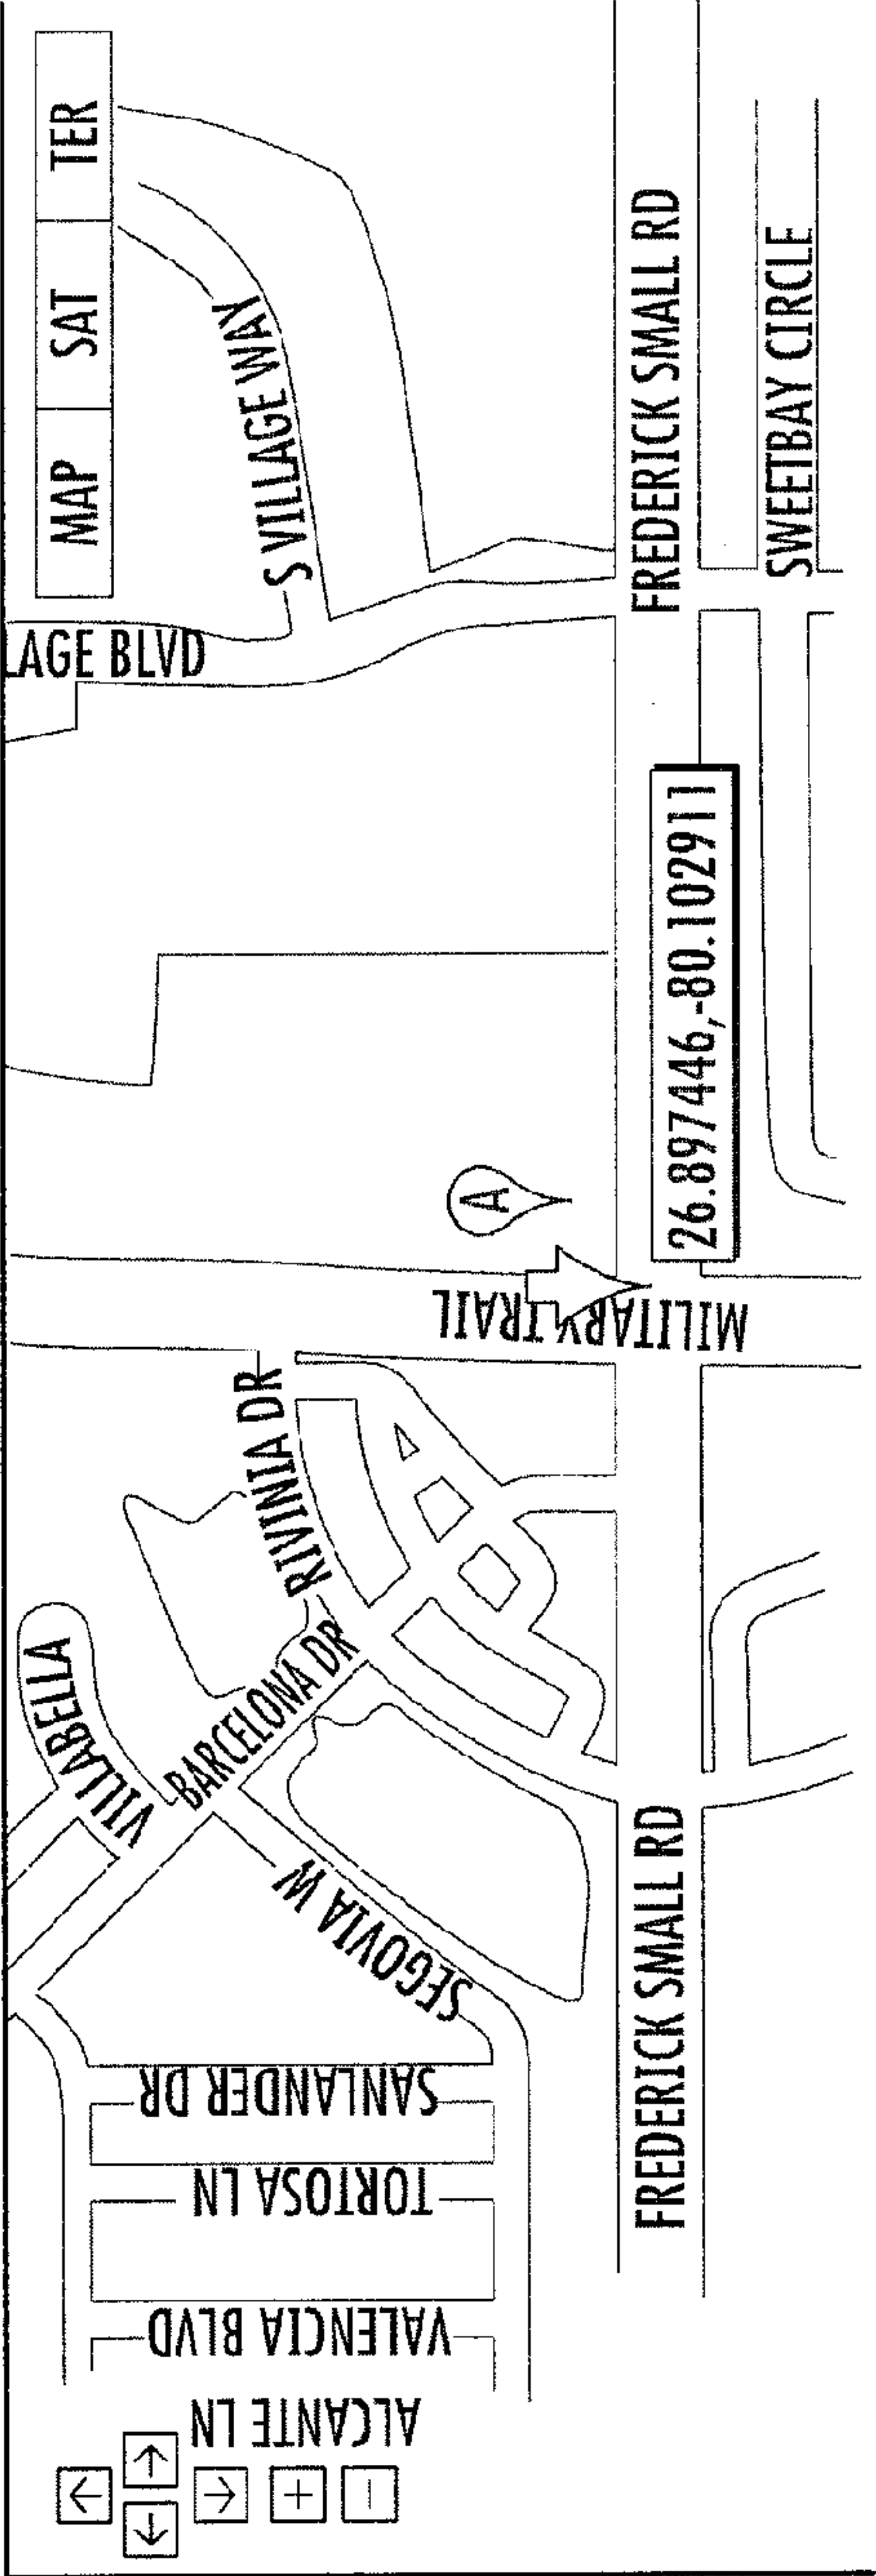 MAP
SAT
TER
LAGE BLVD
S VILLAGE WAY
FREDERICK SMALL RD
SWEETBAY CIRCLE
26.897446,-80.102911
A
MILITARY TRAIL
RIVINIA DR
VILLABELLA
BARCELONA DR
SEGOVIA W
FREDERICK SMALL RD
SANLANDER DR
TORTOSA LN
VALENCIA BLVD
ALCANTE LN
+
-